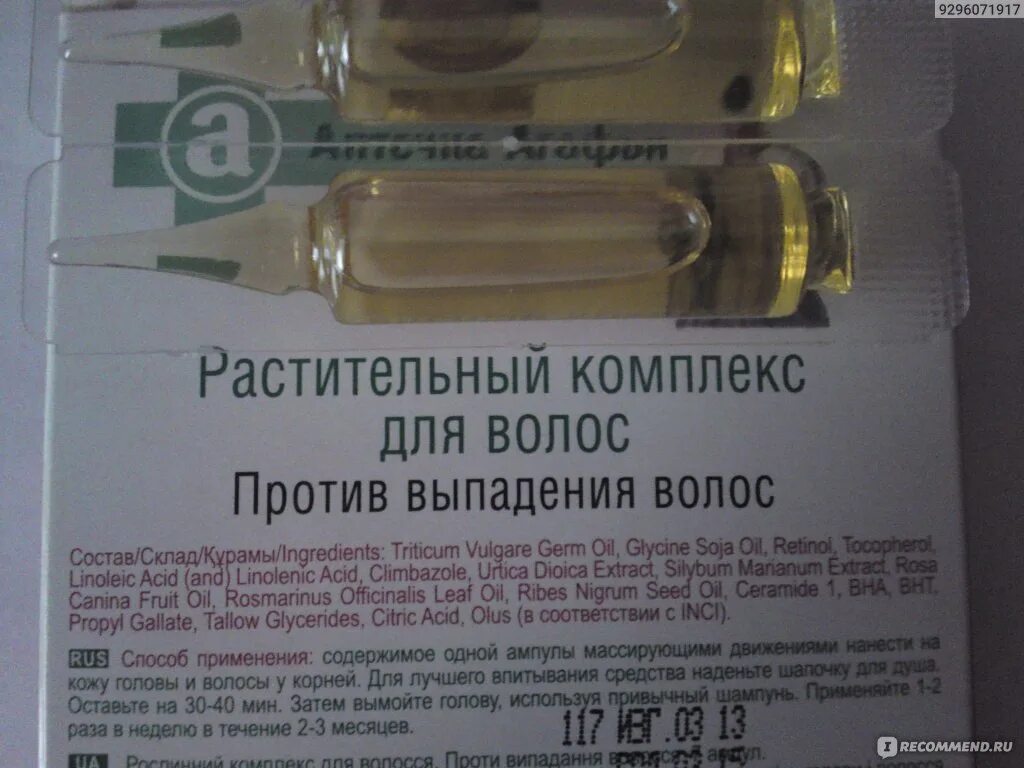 9296071917
a
Аптечка Агафьи
Растительный комплекс
для волос
Против выпадения волос
Состав/Склад/Құрамы/Ingredients: Triticum Vulgare Germ Oil, Glycine Soja Oil, Retinol, Tocopherol,
Linoleic Acid (and) Linolenic Acid, Climbazole, Urtica Dioica Extract, Silybum Marianum Extract, Rosa
Canina Fruit Oil, Rosmarinus Officinalis Leaf Oil, Ribes Nigrum Seed Oil, Ceramide 1, BHA, BHT,
Propyl Gallate, Tallow Glycerides, Citric Acid, Olus (в соответствии с INCI).
RUS Способ применения: содержимое одной ампулы массирующими движениями нанести на
кожу головы и волосы у корней. Для лучшего впитывания средства наденьте шапочку для душа.
Оставьте на 30-40 мин. Затем вымойте голову, используя привычный шампунь. Применяйте 1-2
раза в неделю в течение 2-3 месяцев.
117 ИЗГ.03 13
UA Рослинний комплекс для волосся. Проти випадання
IRECOMMEND.RU